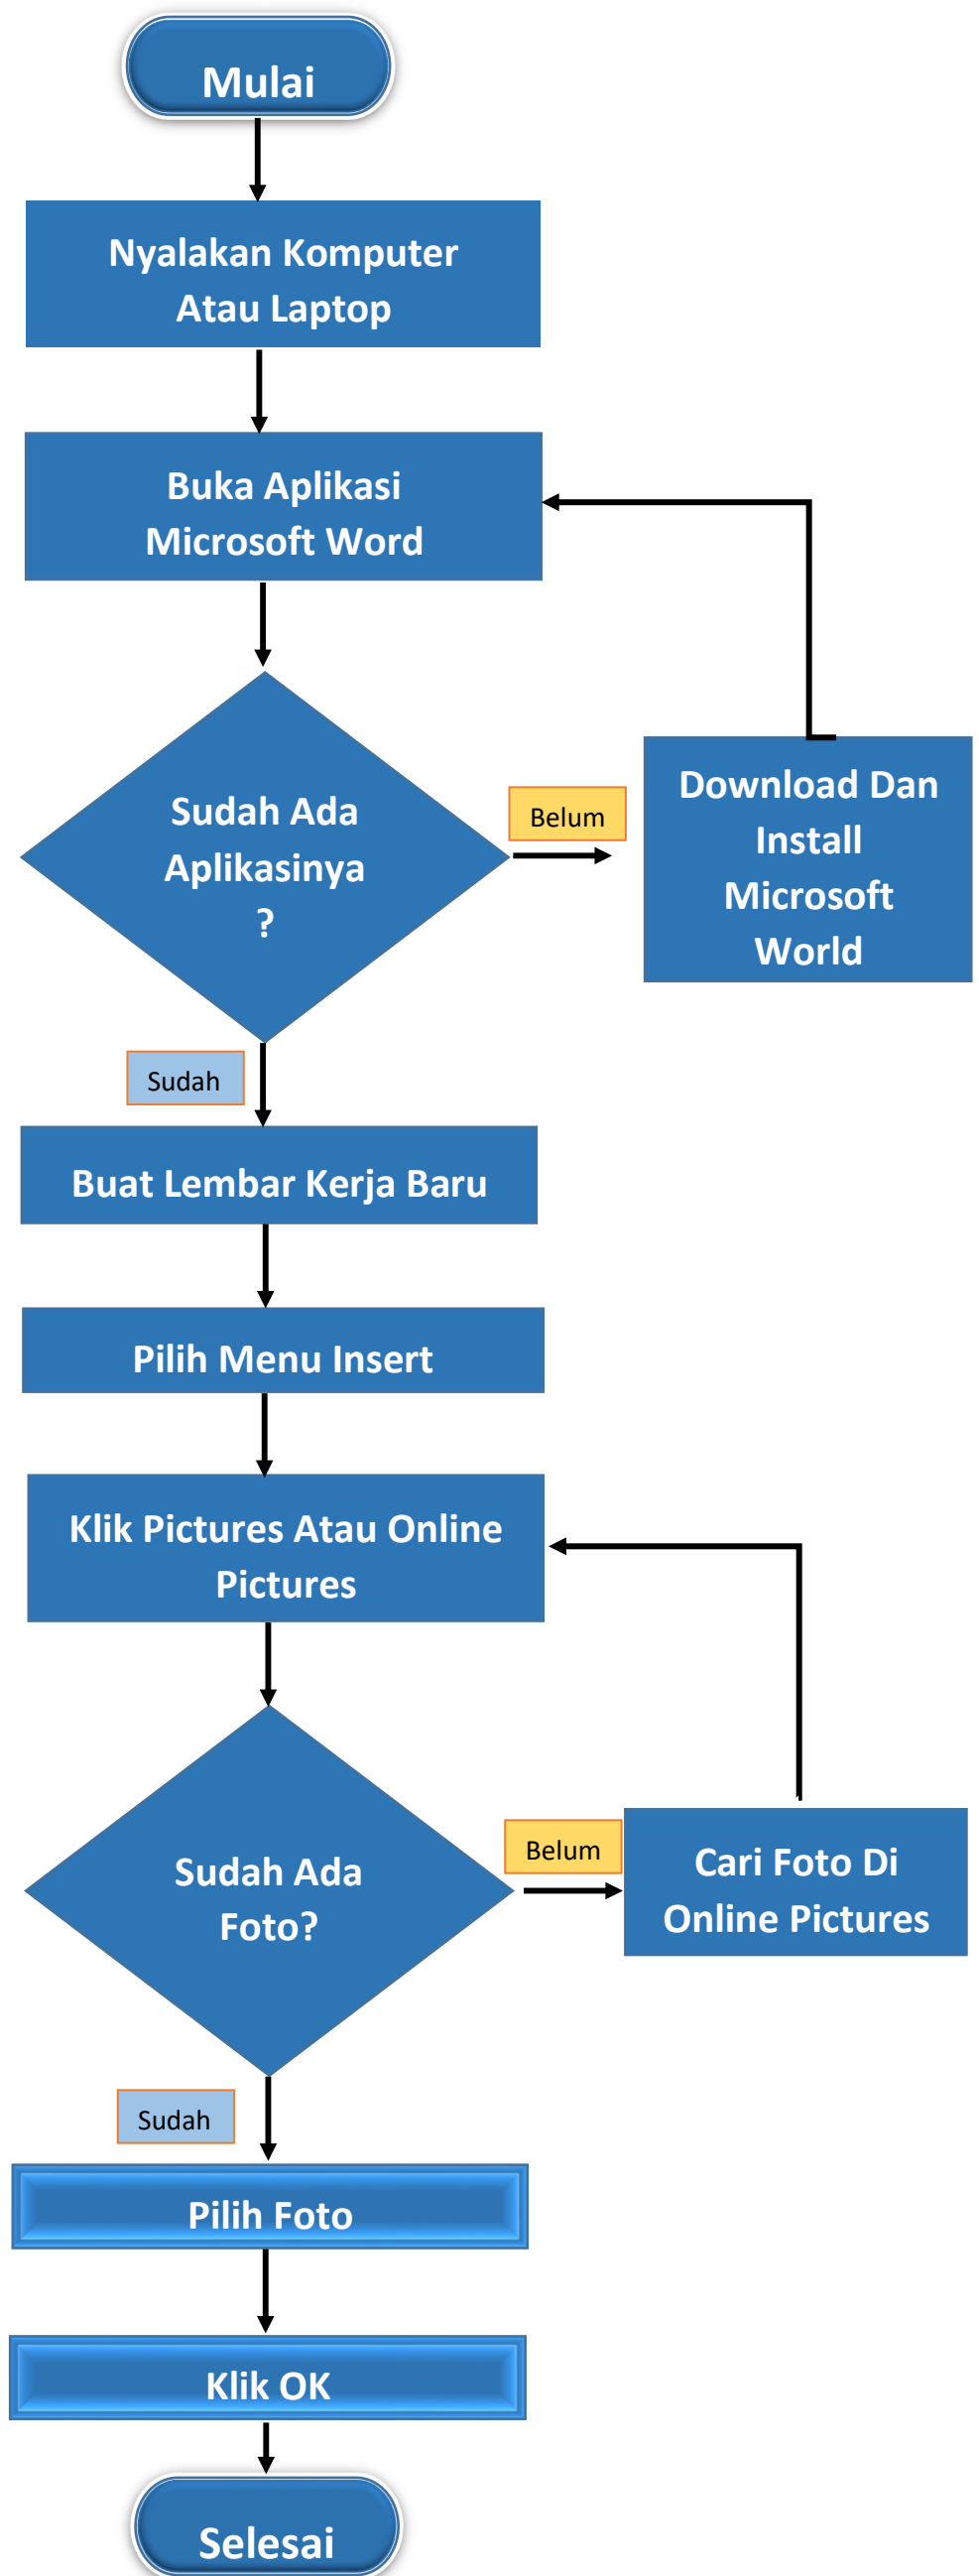 Mulai
Nyalakan Komputer
Atau Laptop
Buka Aplikasi
Microsoft Word
Sudah Ada
Aplikasinya
?
Belum
Download Dan
Install
Microsoft
World
Sudah
Buat Lembar Kerja Baru
Pilih Menu Insert
Klik Pictures Atau Online
Pictures
Sudah Ada
Foto?
Belum
Cari Foto Di
Online Pictures
Sudah
Pilih Foto
Klik OK
Selesai